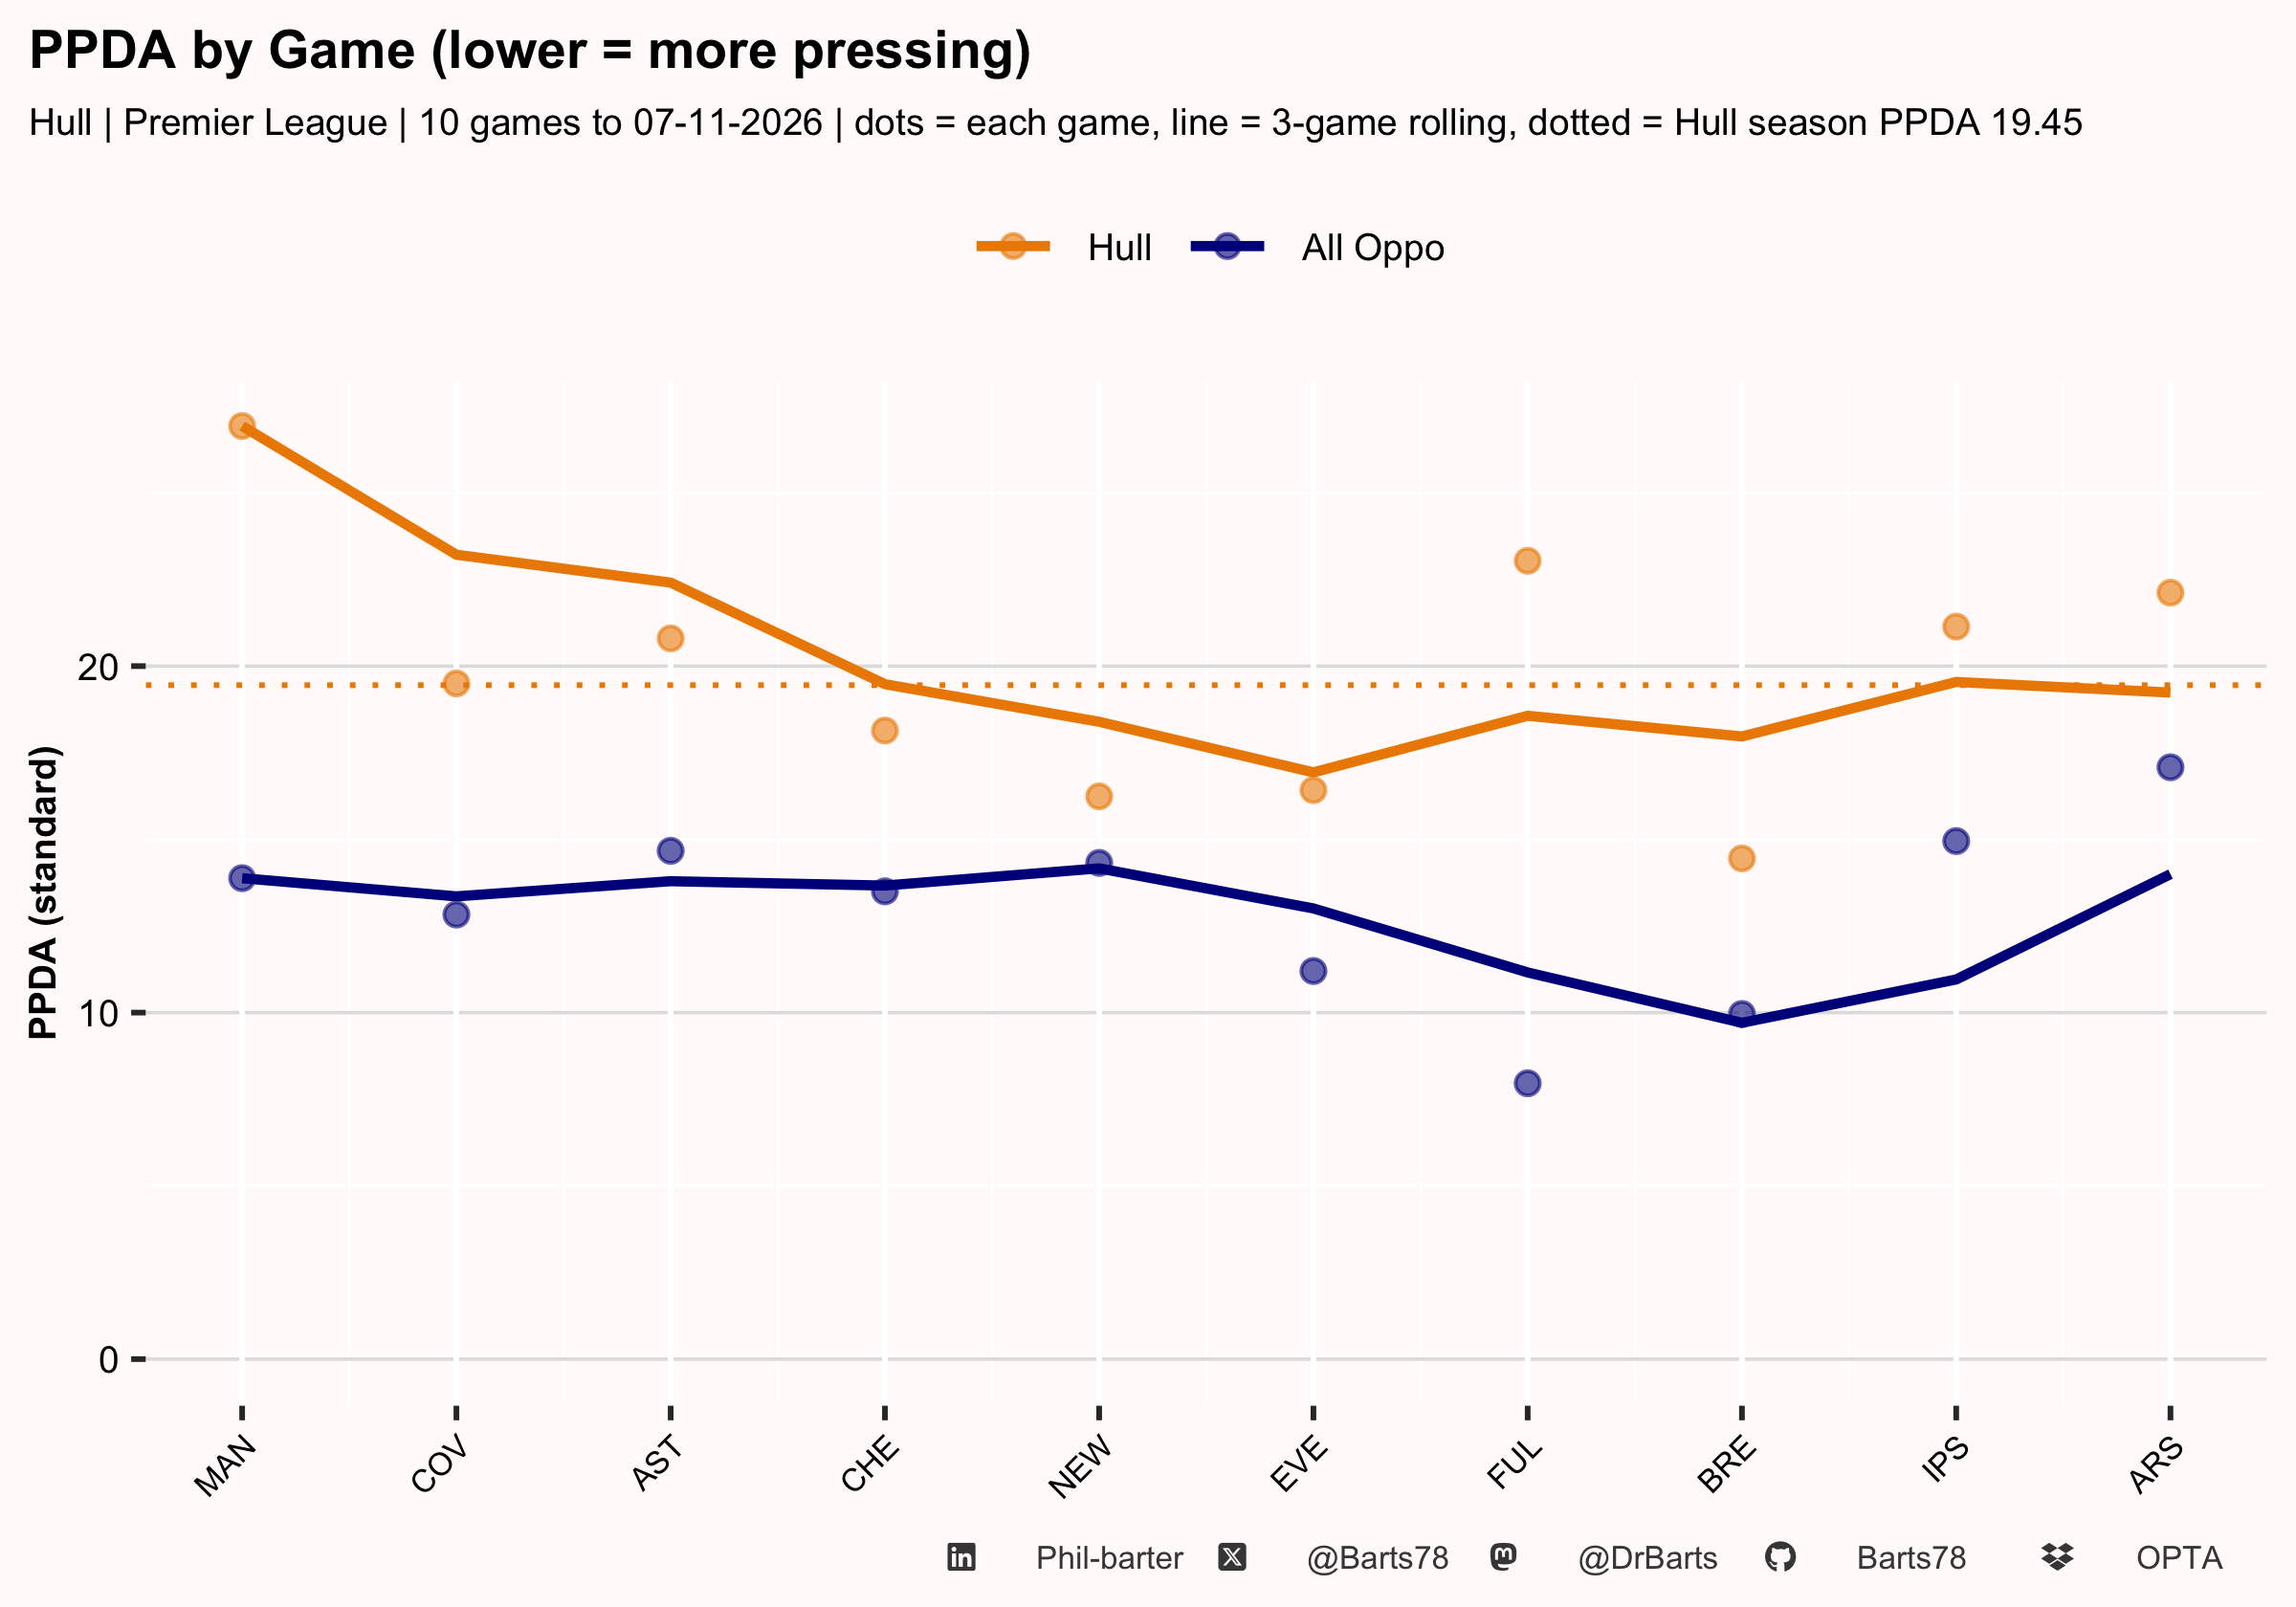 PPDA by Game (lower = more pressing)
Hull | Premier League | 10 games to 07-11-2026 | dots = each game, line = 3-game rolling, dotted = Hull season PPDA 19.45
Hull
All Oppo
PPDA (standard)
20
10
0
MAN
COV
AST
CHE
NEW
EVE
FUL
BRE
IPS
ARS
Phil-barter @Barts78 @DrBarts Barts78 OPTA